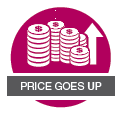 $ $ $ $
PRICE GOES UP